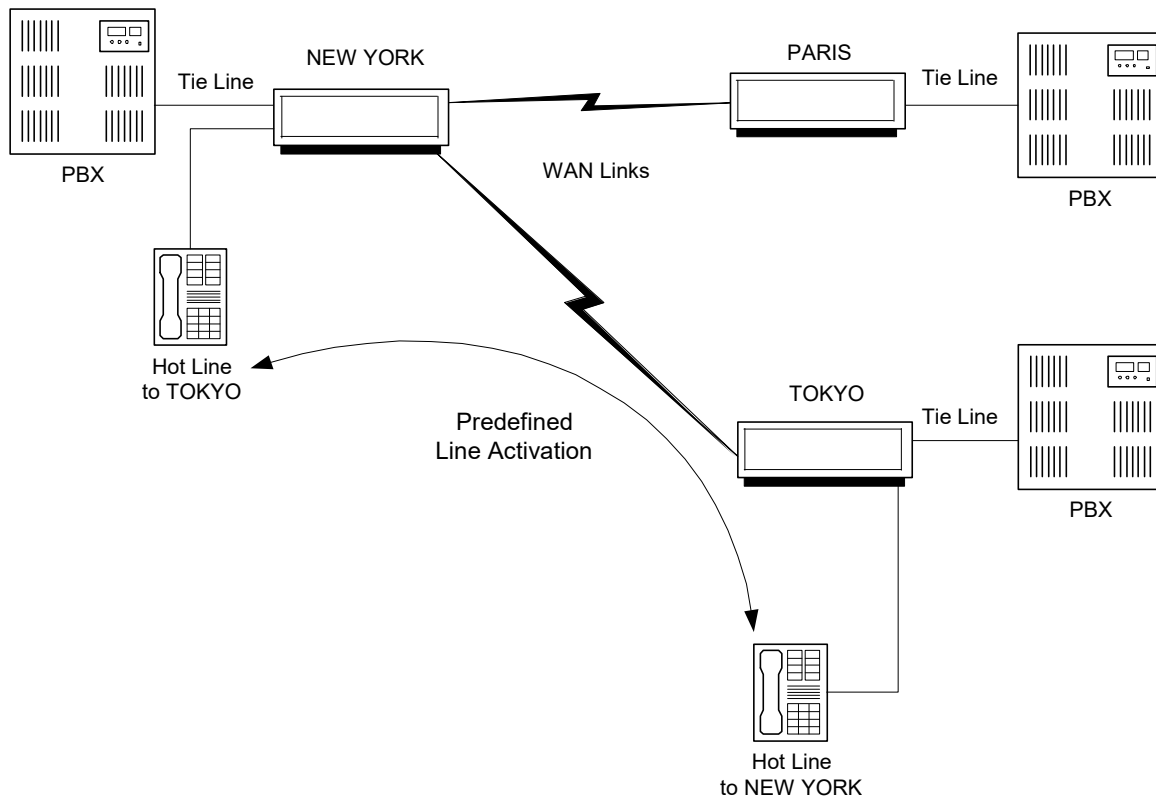 NEW YORK
PARIS
Tie Line
Tie Line
PBX
WAN Links
PBX
Hot Line
to TOKYO
TOKYO
Predefined
Line Activation
Tie Line
PBX
Hot Line
to NEW YORK